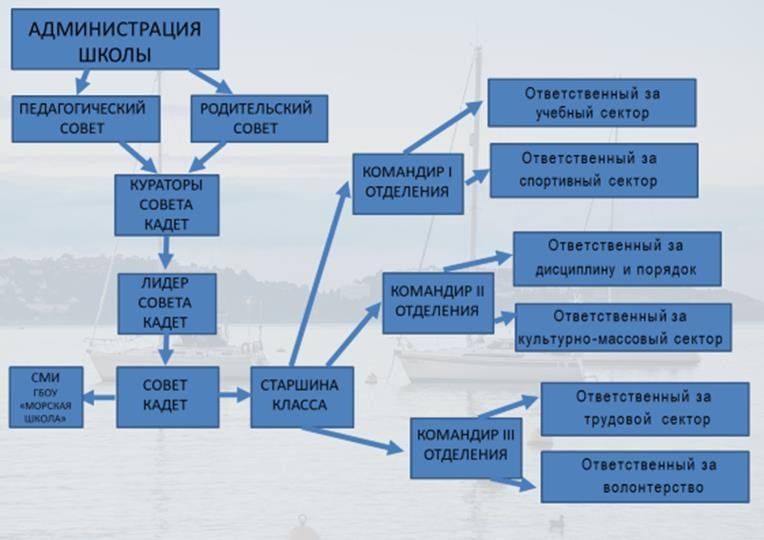 АДМИНИСТРАЦИЯ
ШКОЛЫ
ПЕДАГОГИЧЕСКИЙ
СОВЕТ
РОДИТЕЛЬСКИЙ
СОВЕТ
КУРАТОРЫ
СОВЕТА
КАДЕТ
ЛИДЕР
СОВЕТА
КАДЕТ
СМИ
ГБОУ
«МОРСКАЯ
ШКОЛА»
СОВЕТ
КАДЕТ
СТАРШИНА
КЛАССА
КОМАНДИР I
ОТДЕЛЕНИЯ
Ответственный за
учебный сектор
Ответственный за
спортивный сектор
КОМАНДИР II
ОТДЕЛЕНИЯ
Ответственный за
дисциплину и порядок
Ответственный за
культурно-массовый сектор
КОМАНДИР III
ОТДЕЛЕНИЯ
Ответственный за
трудовой сектор
Ответственный за
волонтерство